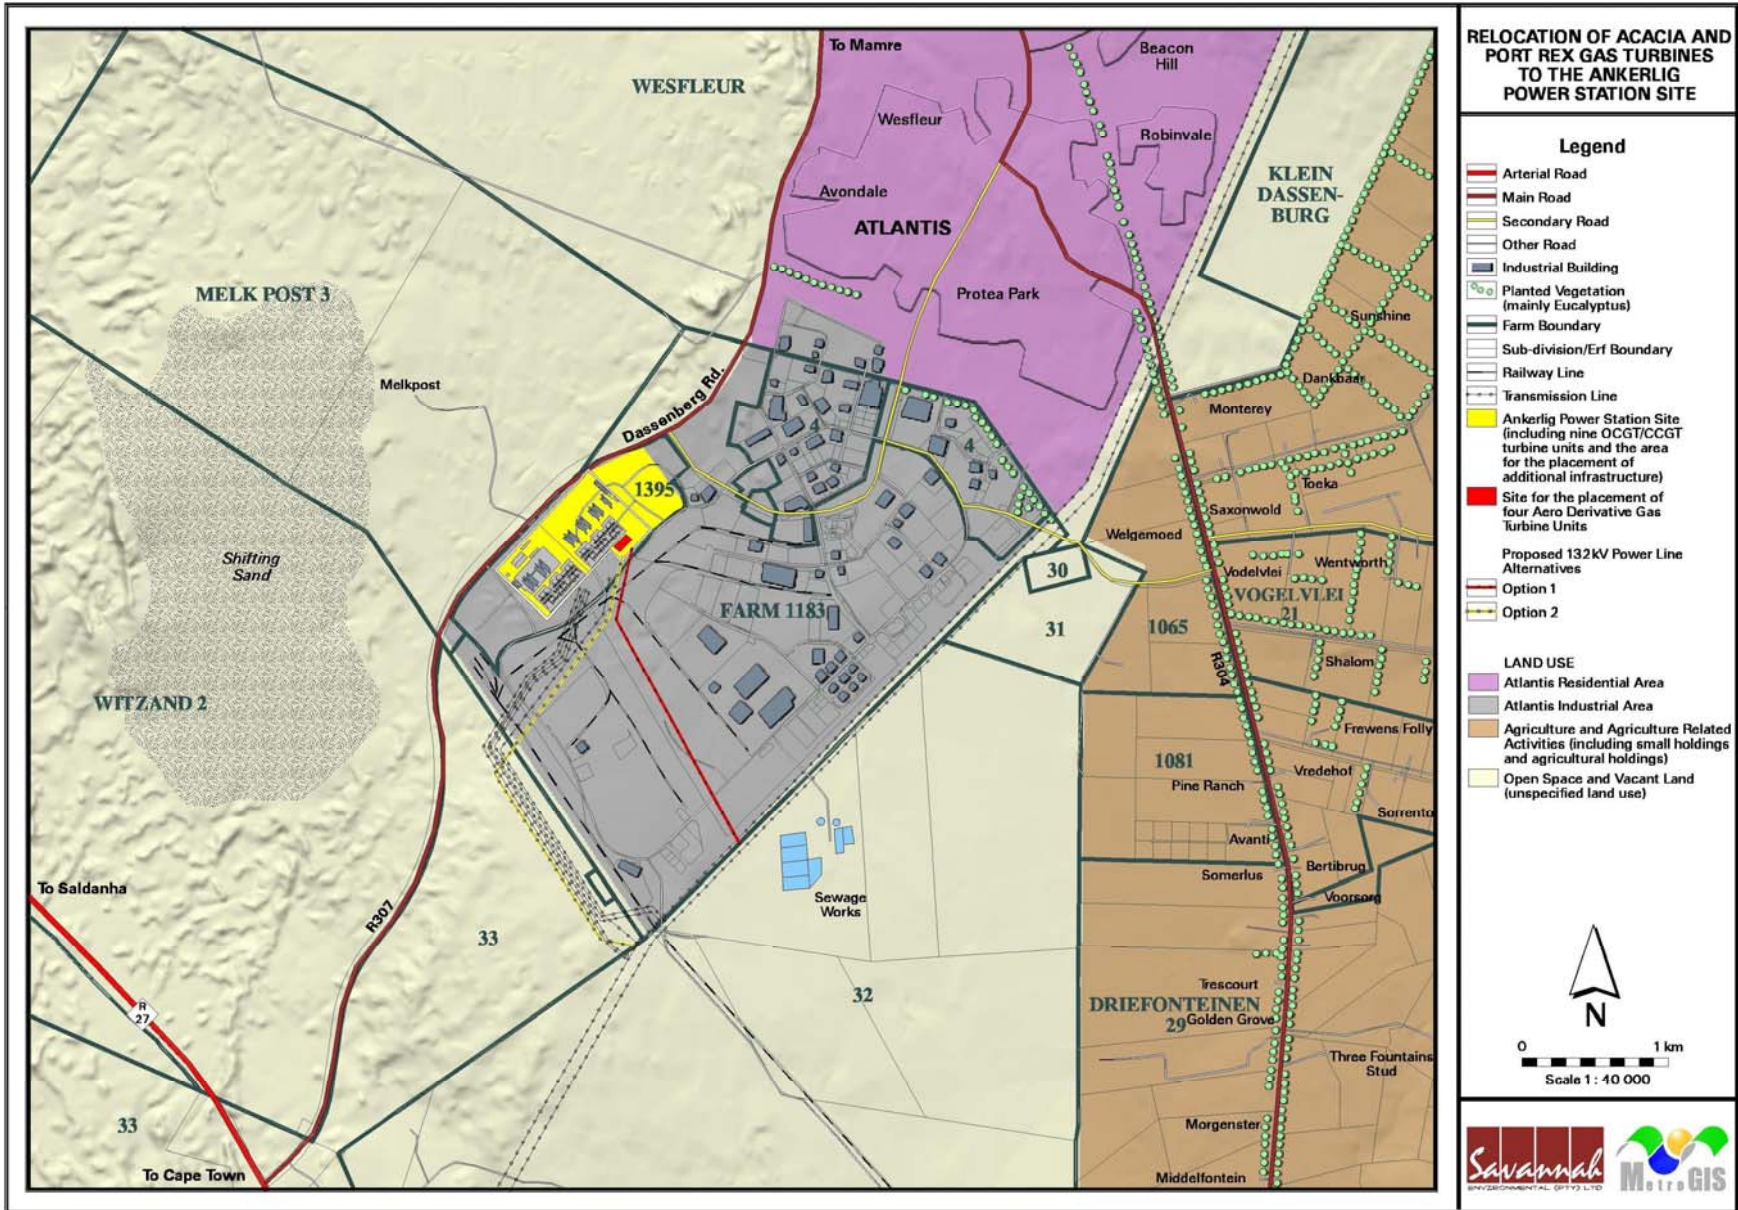 RELOCATION OF ACACIA AND
PORT REX GAS TURBINES
TO THE ANKERLIG
POWER STATION SITE
Legend
Arterial Road
Main Road
Secondary Road
Other Road
Industrial Building
Planted Vegetation
(mainly Eucalyptus)
Farm Boundary
Sub-division/Erf Boundary
Railway Line
Transmission Line
Ankerlig Power Station Site
(including nine OCGT/CCGT
turbine units and the area
for the placement of
additional infrastructure)
Site for the placement of
four Aero Derivative Gas
Turbine Units
Proposed 132kV Power Line
Alternatives
Option 1
Option 2
LAND USE
Atlantis Residential Area
Atlantis Industrial Area
Agriculture and Agriculture Related
Activities (including small holdings
and agricultural holdings)
Open Space and Vacant Land
(unspecified land use)
N
0 1 km
Scale 1 : 40 000
Savannah
ENVIRONMENTAL (PTY) LTD
MetroGIS
To Mamre
Beacon
Hill
WESFLEUR
Wesfleur
Robinvale
KLEIN
DASSEN-
BURG
Avondale
ATLANTIS
MELK POST 3
Protea Park
Sunshine
Melkpost
Dassenberg Rd.
Dankbaar
Monterey
4
4
1395
Toeka
Saxonwold
Welgemoed
Shifting
Sand
30
Vodelvlei
Wentworth
VOGELVLEI
21
FARM 1183
31
1065
R304
Shalom
WITZAND 2
Frewens Folly
1081
Pine Ranch
Vredehof
Sorrento
Avanti
Bertibrug
Somerlus
Voorsorg
To Saldanha
Sewage
Works
R307
33
32
R
27
Trescourt
DRIEFONTEINEN
29
Golden Grove
Three Fountains
Stud
33
Morgenster
To Cape Town
Middelfontein